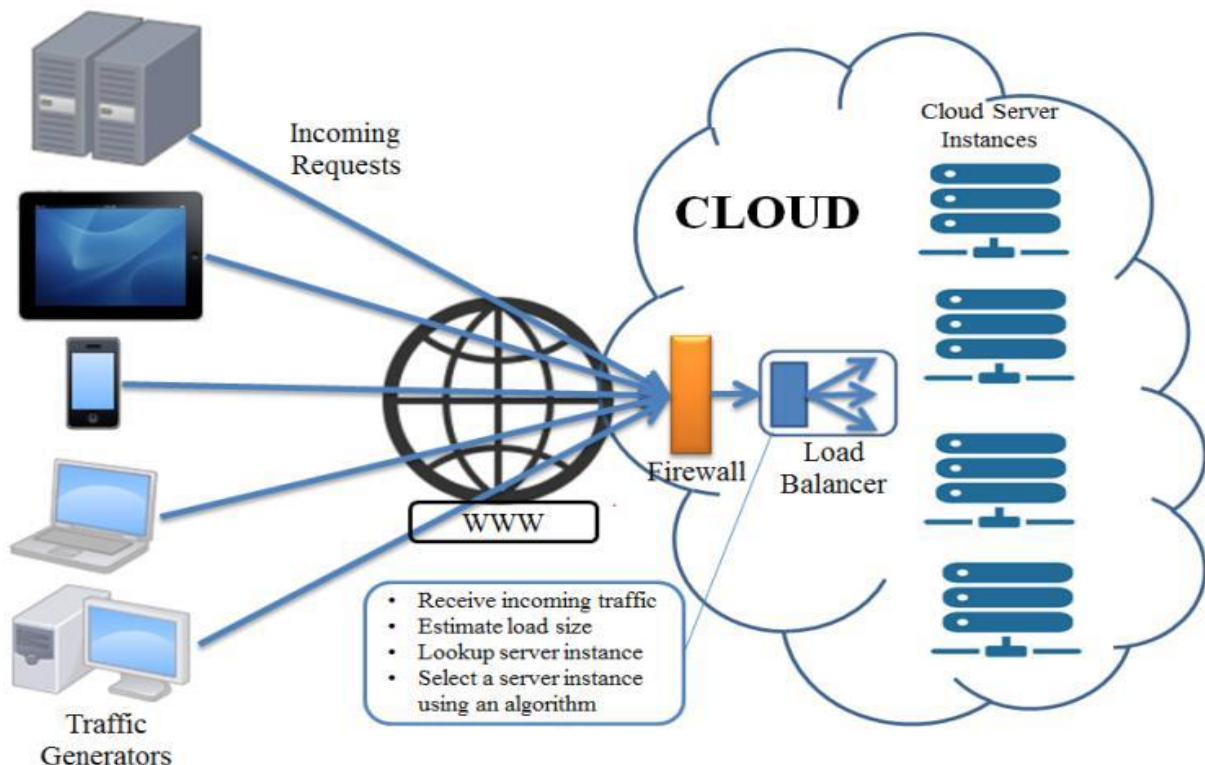 Incoming
Requests
Cloud Server
Instances
CLOUD
Firewall
Load
Balancer
WWW
• Receive incoming traffic
• Estimate load size
• Lookup server instance
• Select a server instance
using an algorithm
Traffic
Generators